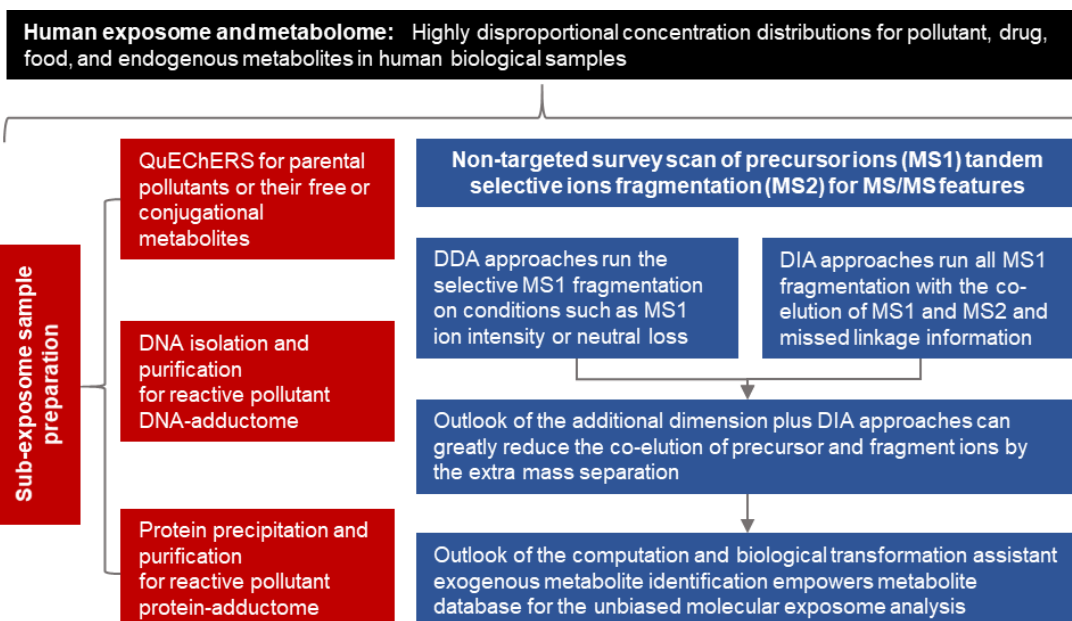 Human exposome and metabolome: Highly disproportional concentration distributions for pollutant, drug,
food, and endogenous metabolites in human biological samples
Sub-exposome sample
preparation
QuEChERS for parental
pollutants or their free or
conjugational
metabolites
DNA isolation and
purification
for reactive pollutant
DNA-adductome
Protein precipitation and
purification
for reactive pollutant
protein-adductome
Non-targeted survey scan of precursor ions (MS1) tandem
selective ions fragmentation (MS2) for MS/MS features
DDA approaches run the
selective MS1 fragmentation
on conditions such as MS1
ion intensity or neutral loss
DIA approaches run all MS1
fragmentation with the co-
elution of MS1 and MS2 and
missed linkage information
Outlook of the additional dimension plus DIA approaches can
greatly reduce the co-elution of precursor and fragment ions by
the extra mass separation
Outlook of the computation and biological transformation assistant
exogenous metabolite identification empowers metabolite
database for the unbiased molecular exposome analysis